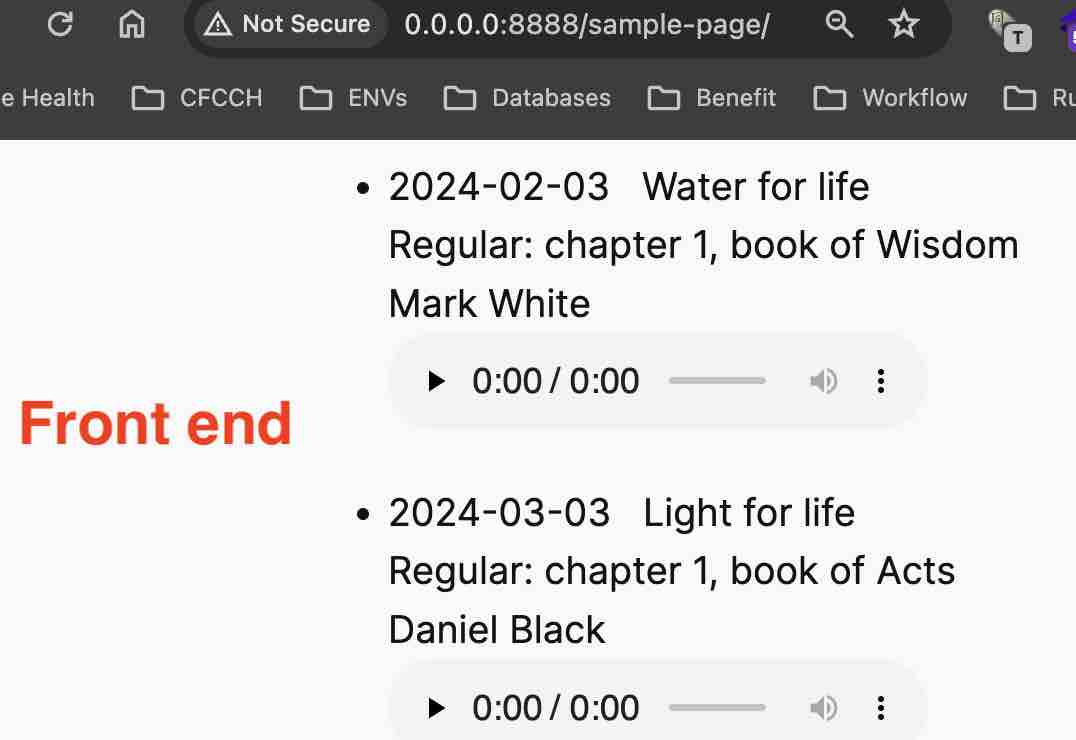 Not Secure 0.0.0.0:8888/sample-page/
T
e Health CFCCH ENVs Databases Benefit Workflow Ru
• 2024-02-03 Water for life
Regular: chapter 1, book of Wisdom
Mark White
0:00 / 0:00
Front end
• 2024-03-03 Light for life
Regular: chapter 1, book of Acts
Daniel Black
0:00 / 0:00